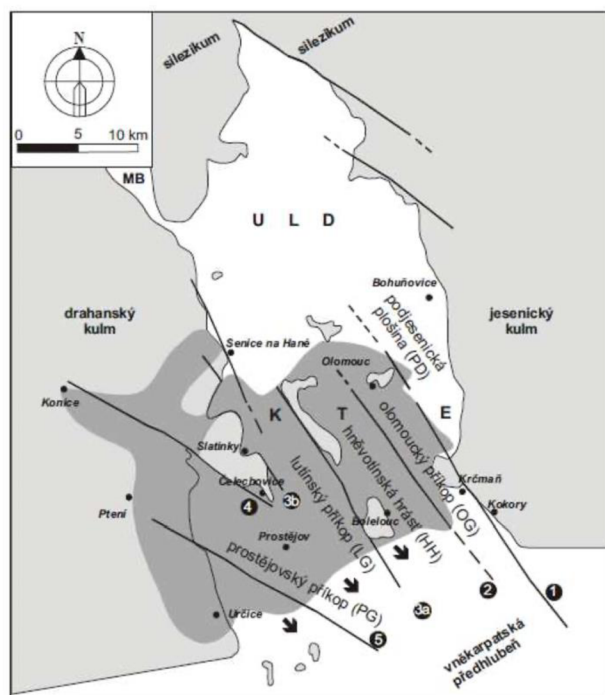 N
0 5 10 km
silezikum
silezikum
MB
U L D
Bohuňovice
podjesenická
plošina (PD)
drahanský
kulm
jesenický
kulm
Senice na Hané
Olomouc
Konice
K T E
olomoucký příkop (OG)
hněvotínská hrást (HH)
lutínský příkop (LG)
Slatinky
Čelechovice
Krčmaň
Kokory
4
3b
Ptení
Bolelouc
Prostějov
prostějovský příkop (PG)
Určice
2
1
3a
5
vněkarpatská
předhlubeň